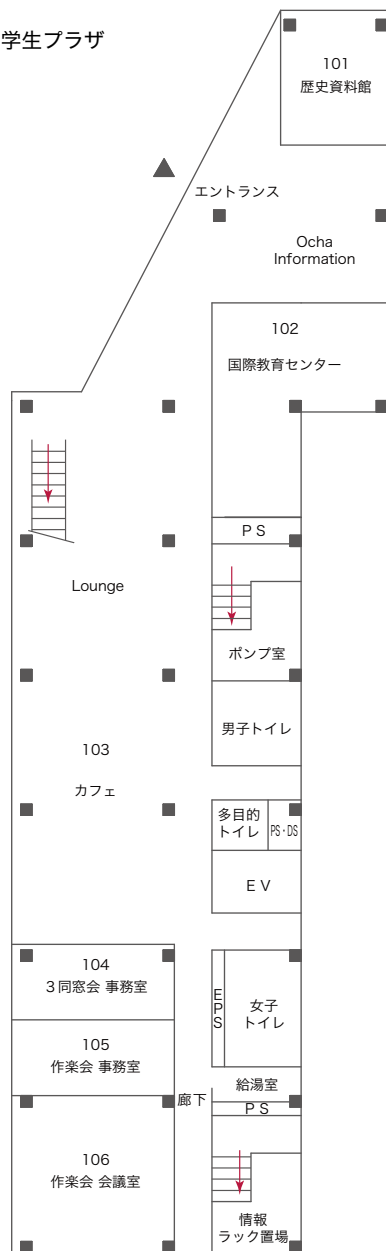 学生プラザ
101
歴史資料館
エントランス
Ocha
Information
102
国際教育センター
PS
Lounge
ポンプ室
男子トイレ
103
カフェ
多目的
トイレ
PS・DS
EV
104
3同窓会 事務室
EPS
女子
トイレ
105
作楽会 事務室
給湯室
廊下
PS
106
作楽会 会議室
情報
ラック置場